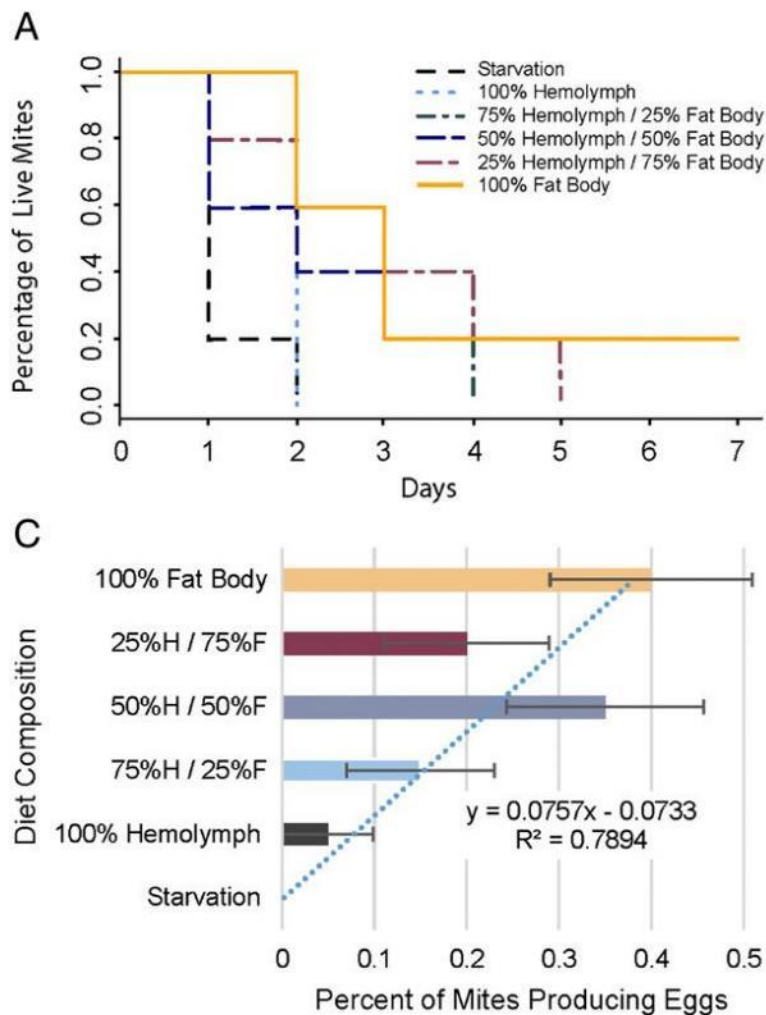 A
Percentage of Live Mites
1.0
0.8
0.6
0.4
0.2
0.0
Starvation
100% Hemolymph
75% Hemolymph / 25% Fat Body
50% Hemolymph / 50% Fat Body
25% Hemolymph / 75% Fat Body
100% Fat Body
0 1 2 3 4 5 6 7
Days
C
Diet Composition
100% Fat Body
25%H / 75%F
50%H / 50%F
75%H / 25%F
100% Hemolymph
Starvation
y = 0.0757x - 0.0733
R² = 0.7894
0 0.1 0.2 0.3 0.4 0.5
Percent of Mites Producing Eggs